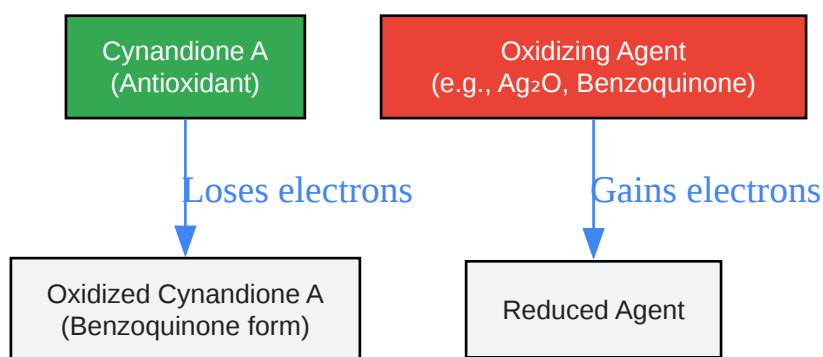 Cynandione A
(Antioxidant)
Oxidizing Agent
(e.g., Ag₂O, Benzoquinone)
Loses electrons
Gains electrons
Oxidized Cynandione A
(Benzoquinone form)
Reduced Agent